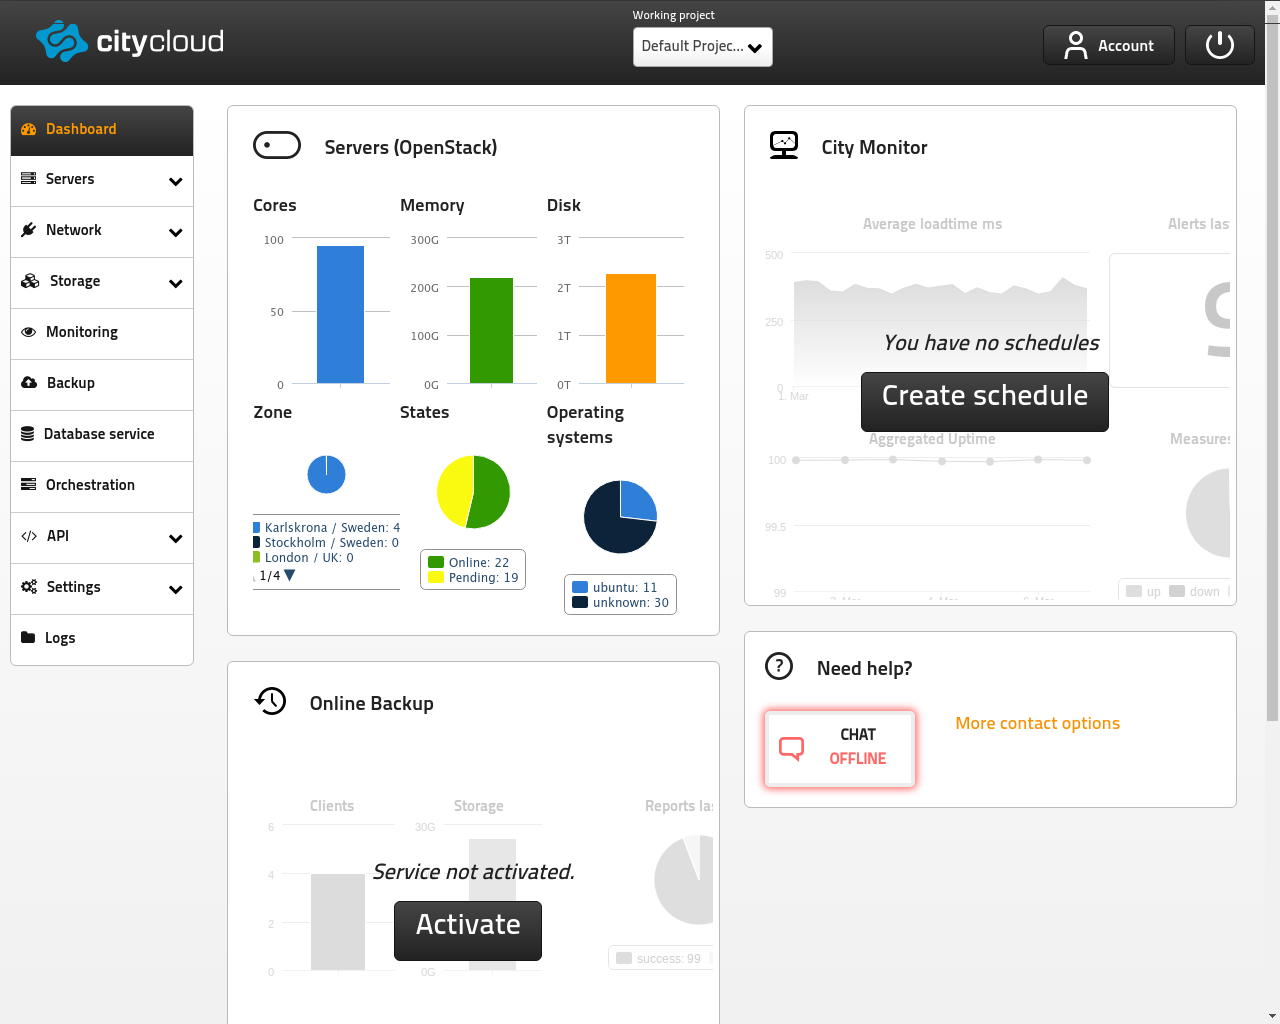 citycloud
Working project
Default Projec...
Account
Dashboard
Servers
Network
Storage
Monitoring
Backup
Database service
Orchestration
API
Settings
Logs
Servers (OpenStack)
Cores
Memory
Disk
100
50
0
300G
200G
100G
0G
3T
2T
1T
0T
Zone
States
Operating
systems
Karlskrona / Sweden: 4
Stockholm / Sweden: 0
London / UK: 0
1/4
Online: 22
Pending: 19
ubuntu: 11
unknown: 30
City Monitor
Average loadtime ms
Alerts las
500
250
0
1. Mar
You have no schedules
Create schedule
Aggregated Uptime
Measures
100
99.5
99
up
down
Need help?
CHAT
OFFLINE
More contact options
Online Backup
Clients
Storage
Reports la
6
4
2
0
30G
0G
Service not activated.
Activate
success: 99